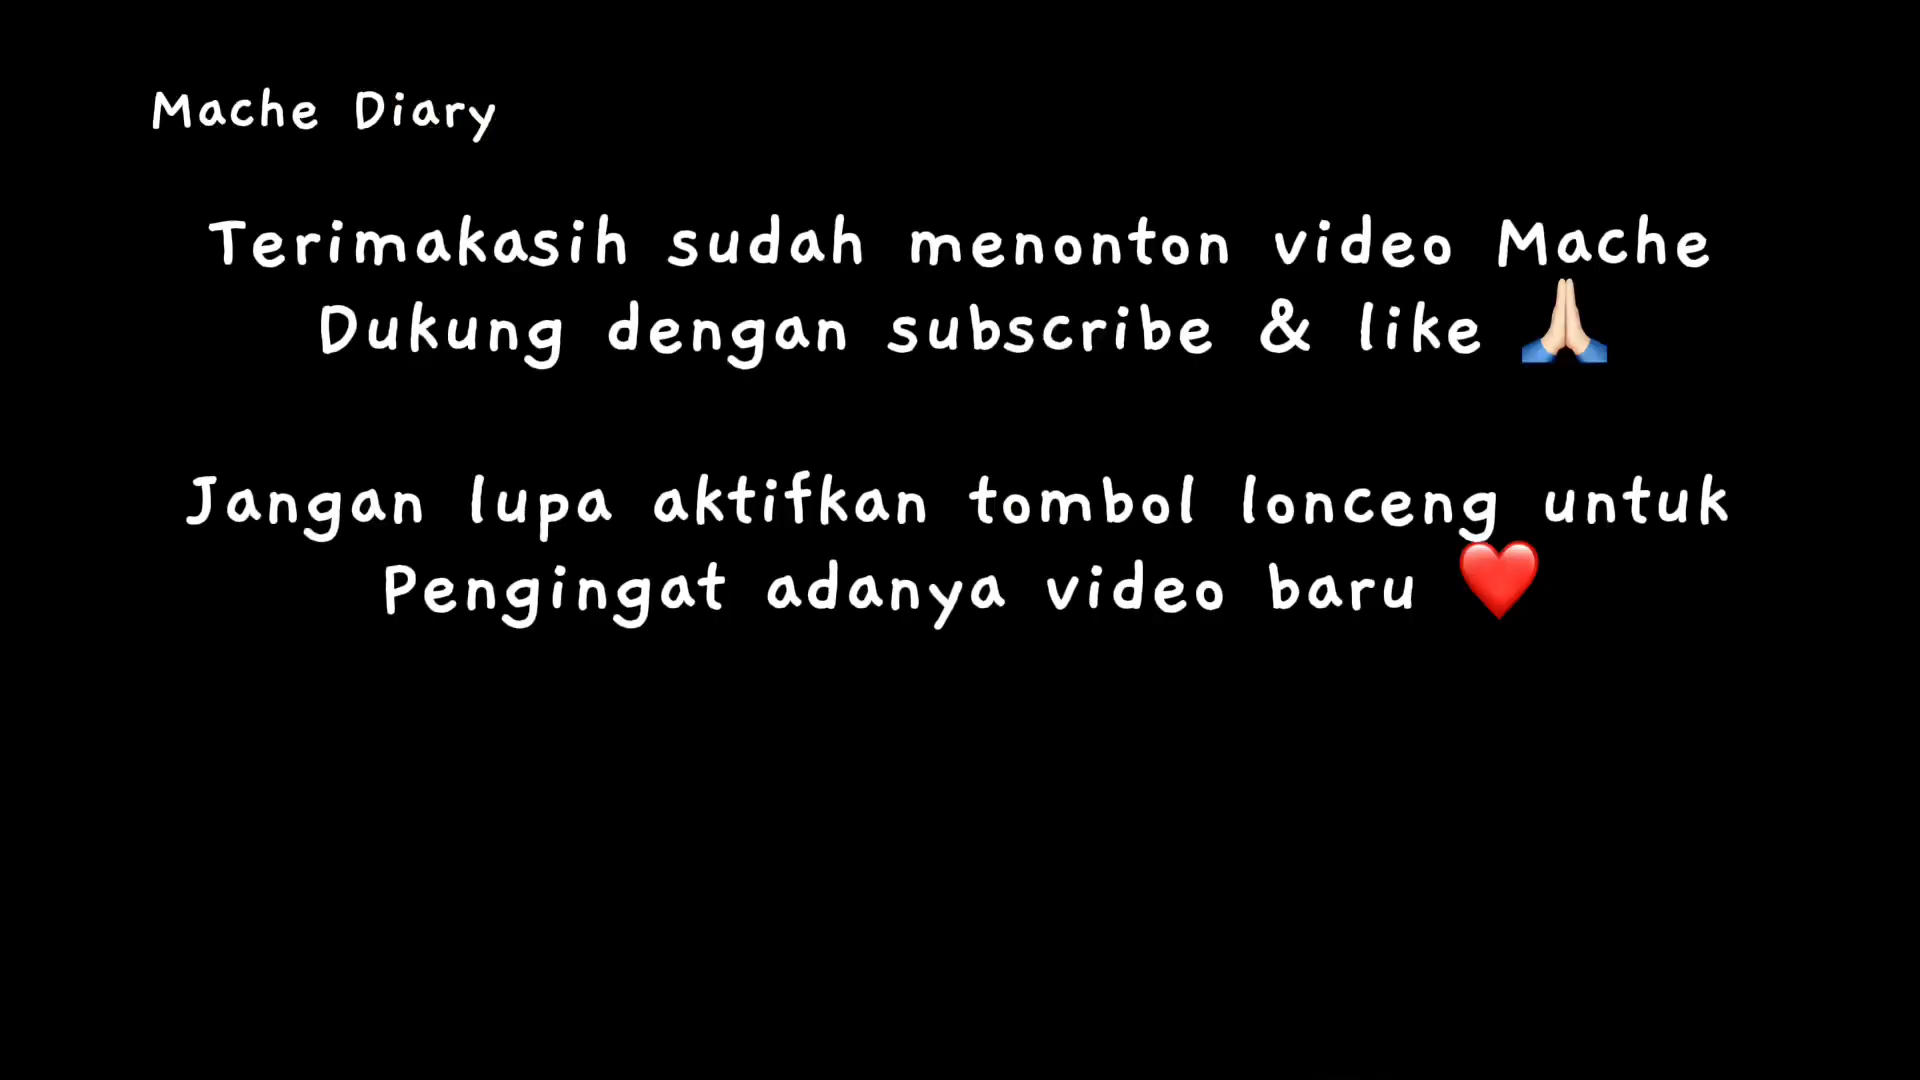 Mache Diary
Terimakasih sudah menonton video Mache
Dukung dengan subscribe & like 🙏🏻
Jangan lupa aktifkan tombol lonceng untuk
Pengingat adanya video baru ❤️